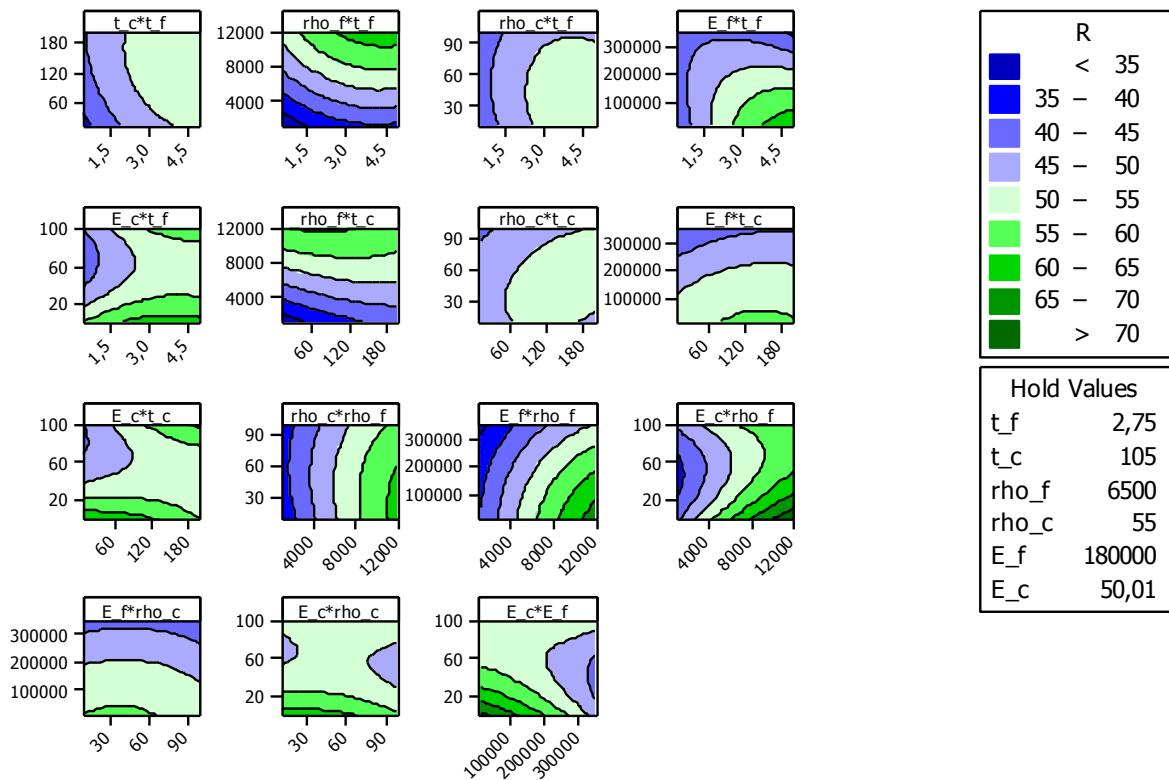 t_c*t_f
180
120
60
1,5 3,0 4,5
rho_f*t_f
12000
8000
4000
1,5 3,0 4,5
rho_c*t_f
90
60
30
1,5 3,0 4,5
E_f*t_f
300000
200000
100000
1,5 3,0 4,5
E_c*t_f
100
60
20
1,5 3,0 4,5
rho_f*t_c
12000
8000
4000
60 120 180
rho_c*t_c
90
60
30
60 120 180
E_f*t_c
300000
200000
100000
60 120 180
E_c*t_c
100
60
20
60 120 180
rho_c*rho_f
90
60
30
4000 8000 12000
E_f*rho_f
300000
200000
100000
4000 8000 12000
E_c*rho_f
100
60
20
4000 8000 12000
E_f*rho_c
300000
200000
100000
30 60 90
E_c*rho_c
100
60
20
30 60 90
E_c*E_f
100
60
20
100000 200000 300000
R
< 35
35 – 40
40 – 45
45 – 50
50 – 55
55 – 60
60 – 65
65 – 70
> 70
Hold Values
t_f 2,75
t_c 105
rho_f 6500
rho_c 55
E_f 180000
E_c 50,01